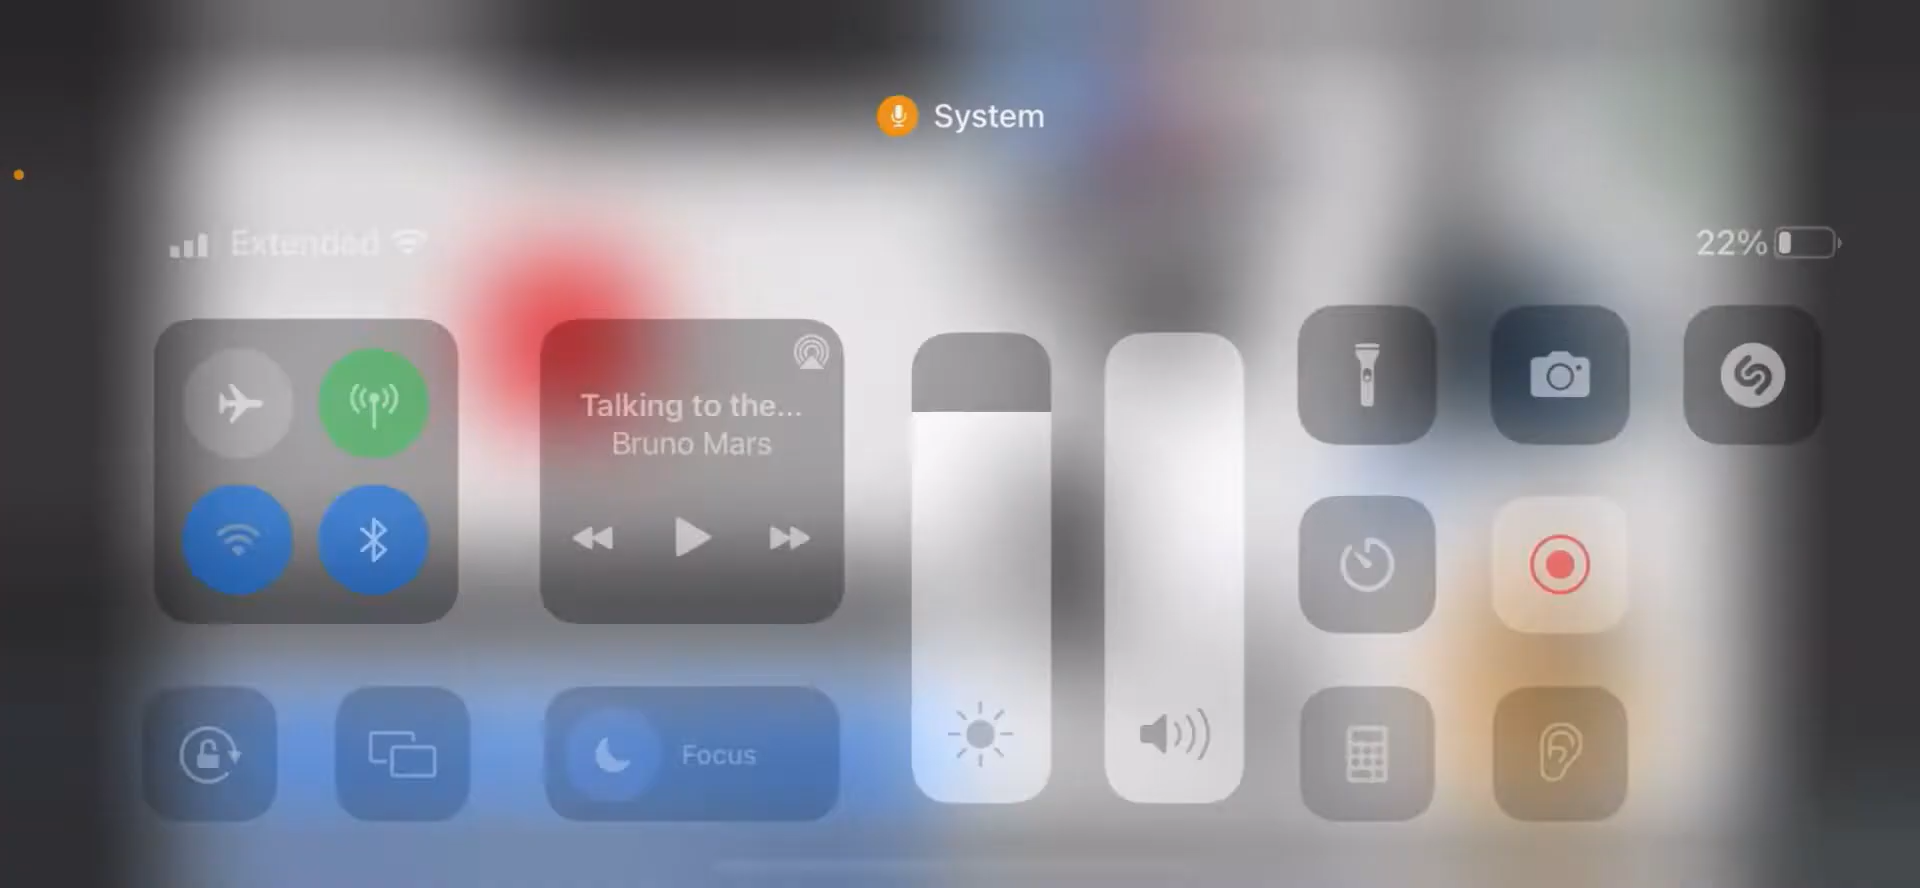 System
Extended
22%
Talking to the...
Bruno Mars
Focus